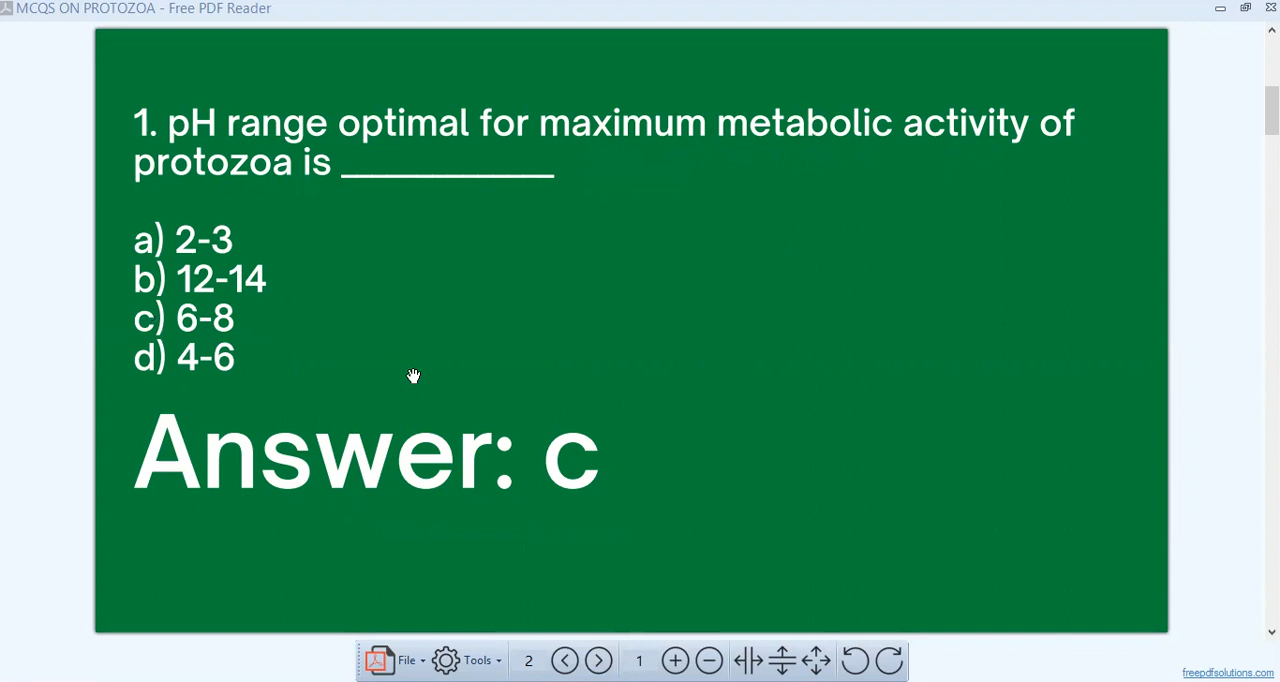 MCQS ON PROTOZOA - Free PDF Reader
1. pH range optimal for maximum metabolic activity of
protozoa is ____________
a) 2-3
b) 12-14
c) 6-8
d) 4-6
Answer: c
File Tools 2 1
freepdfsolutions.com